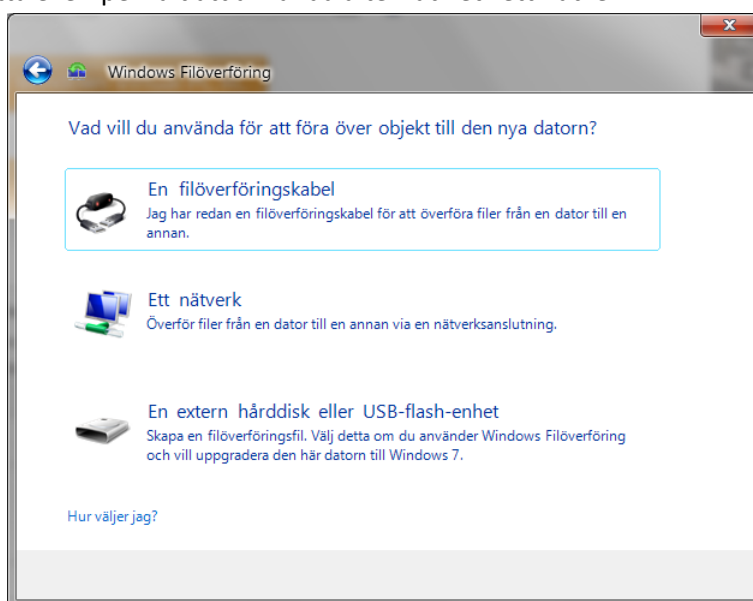 Windows Filöverföring
Vad vill du använda för att föra över objekt till den nya datorn?
En filöverföringskabel
Jag har redan en filöverföringskabel för att överföra filer från en dator till en
annan.
Ett nätverk
Överför filer från en dator till en annan via en nätverksanslutning.
En extern hårddisk eller USB-flash-enhet
Skapa en filöverföringsfil. Välj detta om du använder Windows Filöverföring
och vill uppgradera den här datorn till Windows 7.
Hur väljer jag?